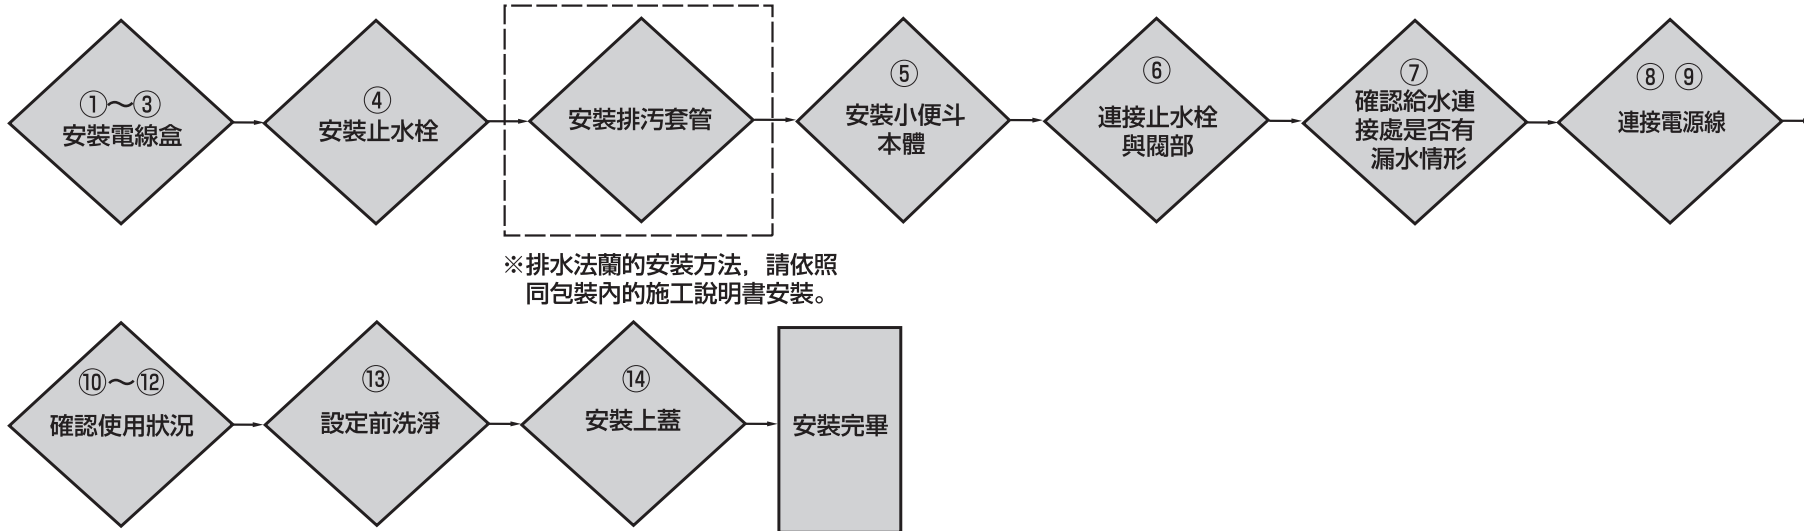 ①～③
安裝電線盒
④
安裝止水栓
安裝排污套管
⑤
安裝小便斗
本體
⑥
連接止水栓
與閥部
⑦
確認給水連
接處是否有
漏水情形
⑧ ⑨
連接電源線
※排水法蘭的安裝方法，請依照
同包裝內的施工說明書安裝。
⑩～⑫
確認使用狀況
⑬
設定前洗淨
⑭
安裝上蓋
安裝完畢